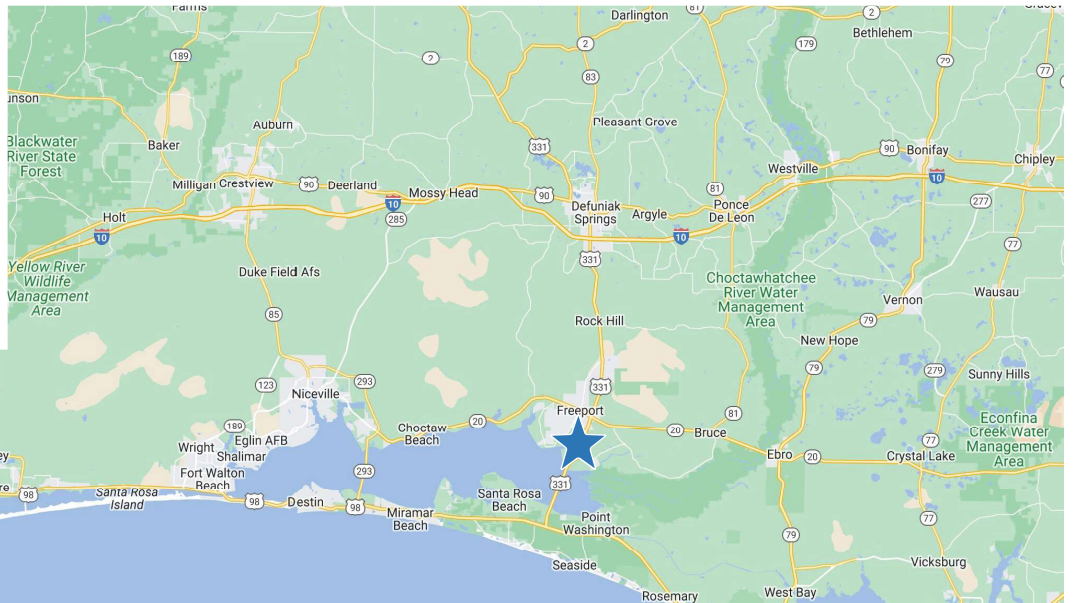 Farms
Darlington
81
2
Bethlehem
189
2
2
179
79
83
77
unson
Auburn
Pleasant Grove
Blackwater
River State
Forest
Baker
331
90
Bonifay
Chipley
Westville
10
Milligan
Crestview
90
Deerland
Mossy Head
90
81
10
285
Defuniak
Springs
Argyle
Ponce
De Leon
277
Holt
10
10
77
331
Yellow River
Wildlife
Management
Area
Duke Field Afs
Choctawhatchee
River Water
Management
Area
Vernon
Wausau
85
Rock Hill
79
New Hope
79
279
Sunny Hills
123
293
331
Niceville
Freeport
81
189
Choctaw
Beach
20
20
Bruce
Econfina
Creek Water
Management
Area
Wright
Eglin AFB
Shalimar
77
Ebro
20
Crystal Lake
Fort Walton
Beach
293
331
98
Santa Rosa
Island
98
Destin
98
Santa Rosa
Beach
Miramar
Beach
Point
Washington
77
79
Seaside
Vicksburg
Rosemary
West Bay